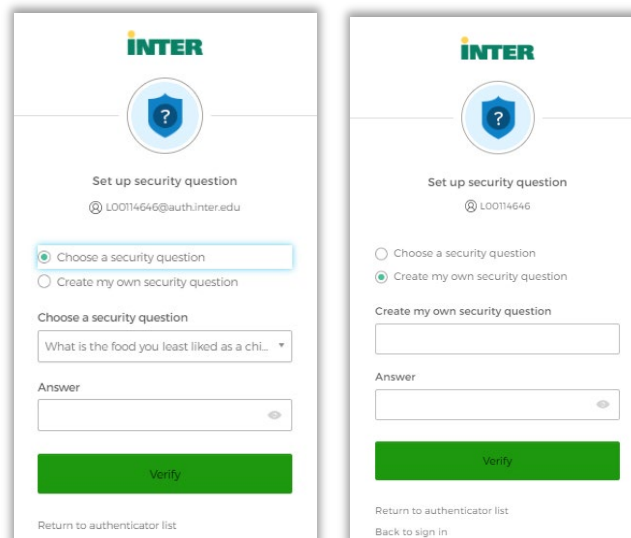 INTER
Set up security question
L00114646@auth.inter.edu
Choose a security question
Create my own security question
Choose a security question
What is the food you least liked as a chi...
Answer
Verify
Return to authenticator list
INTER
Set up security question
L00114646
Choose a security question
Create my own security question
Create my own security question
Answer
Verify
Return to authenticator list
Back to sign in